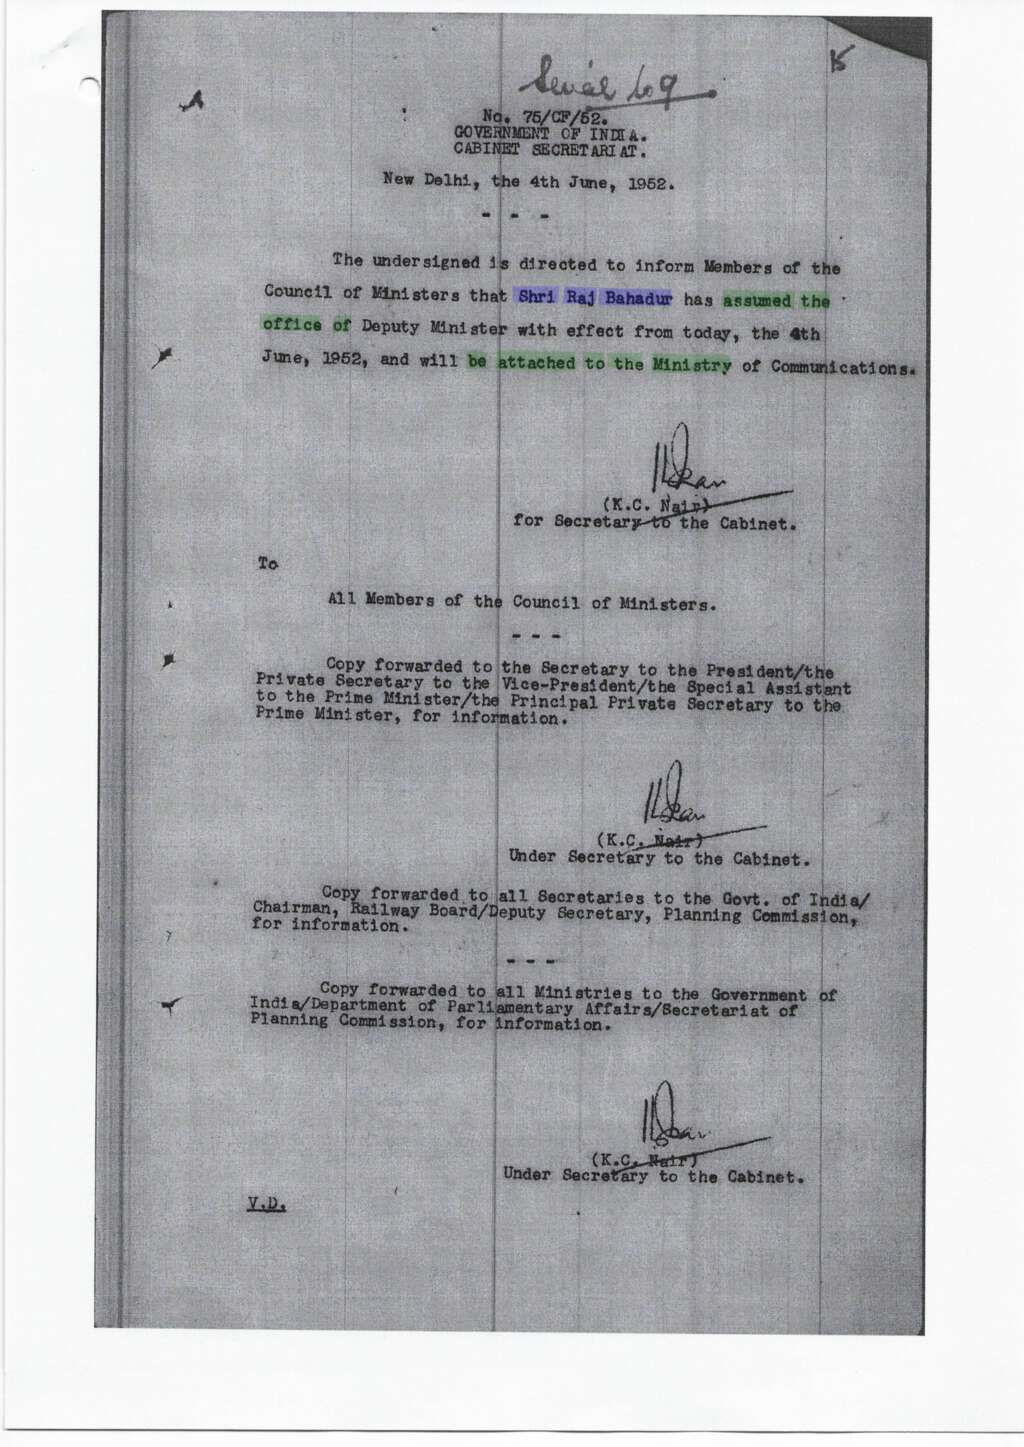 15
Serial No 9
No. 75/CF/52.
GOVERNMENT OF INDIA.
CABINET SECRETARIAT.
New Delhi, the 4th June, 1952.
- - -
The undersigned is directed to inform Members of the
Council of Ministers that Shri Raj Bahadur has assumed the
office of Deputy Minister with effect from today, the 4th
June, 1952, and will be attached to the Ministry of Communications.
(K.C. Nair)
for Secretary to the Cabinet.
To
All Members of the Council of Ministers.
- - -
Copy forwarded to the Secretary to the President/the
Private Secretary to the Vice-President/the Special Assistant
to the Prime Minister/the Principal Private Secretary to the
Prime Minister, for information.
(K.C. Nair)
Under Secretary to the Cabinet.
Copy forwarded to all Secretaries to the Govt. of India/
Chairman, Railway Board/Deputy Secretary, Planning Commission,
for information.
- - -
Copy forwarded to all Ministries to the Government of
India/Department of Parliamentary Affairs/Secretariat of
Planning Commission, for information.
(K.C. Nair)
Under Secretary to the Cabinet.
V.D.